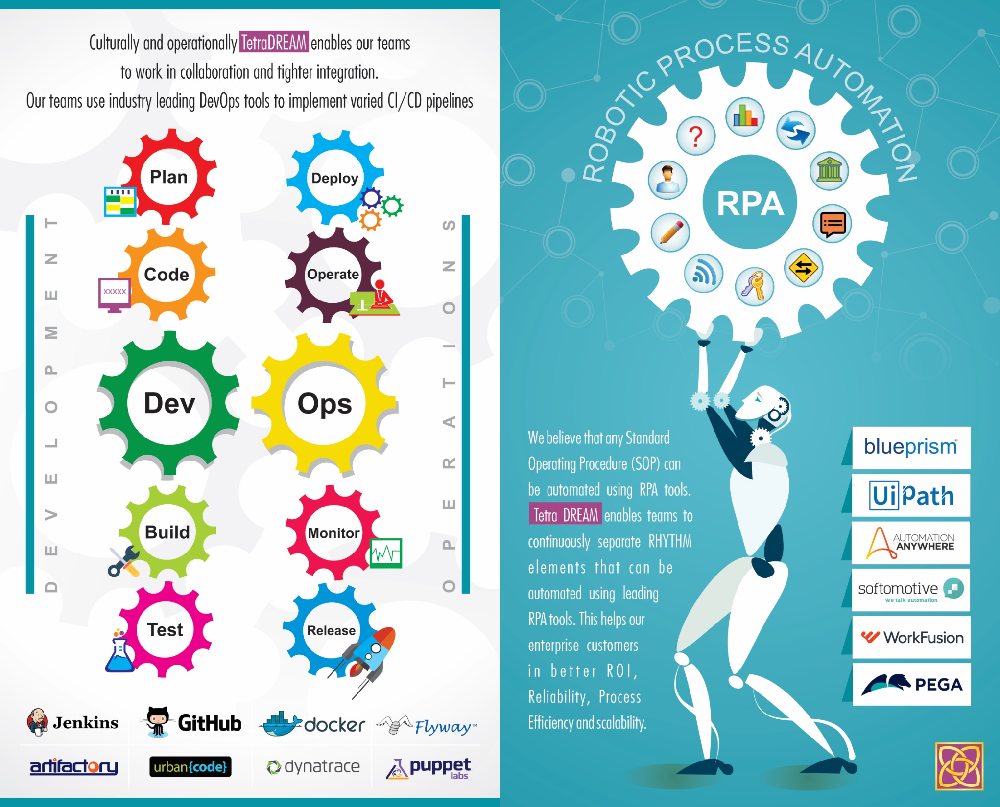 Culturally and operationally TetraDREAM enables our teams
to work in collaboration and tighter integration.
Our teams use industry leading DevOps tools to implement varied CI/CD pipelines
DEVELOPMENT
Plan
Code
XXXXX
Dev
Build
Test
Deploy
Operate
Ops
Monitor
Release
OPERATIONS
Jenkins
GitHub
docker
Flyway™
artifactory
urban{code}
dynatrace
puppet
labs
ROBOTIC PROCESS AUTOMATION
?
RPA
We believe that any Standard
Operating Procedure (SOP) can
be automated using RPA tools.
Tetra DREAM enables teams to
continuously separate RHYTHM
elements that can be
automated using leading
RPA tools. This helps our
enterprise customers
in better ROI,
Reliability, Process
Efficiency and scalability.
blueprism®
UiPath
AUTOMATION
ANYWHERE
softomotive
We talk automation
WorkFusion
PEGA